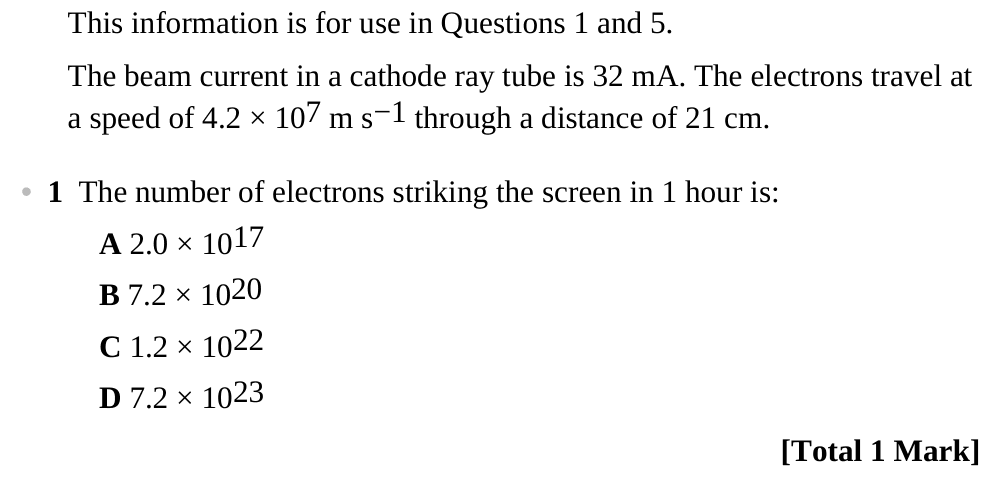 This information is for use in Questions 1 and 5.
The beam current in a cathode ray tube is 32 mA. The electrons travel at
a speed of 4.2 × 10⁷ m s⁻¹ through a distance of 21 cm.
• 1 The number of electrons striking the screen in 1 hour is:
A 2.0 × 10¹⁷
B 7.2 × 10²⁰
C 1.2 × 10²²
D 7.2 × 10²³
[Total 1 Mark]